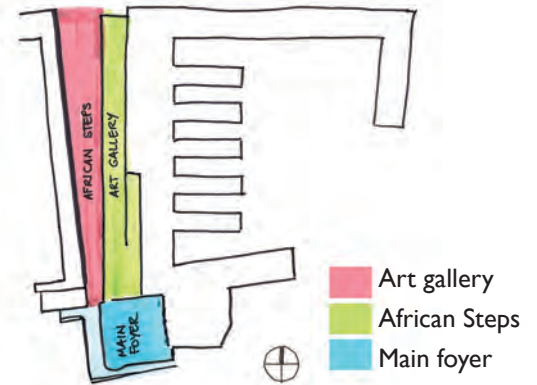 AFRICAN STEPS
ART GALLERY
MAIN
FOYER
Art gallery
African Steps
Main foyer